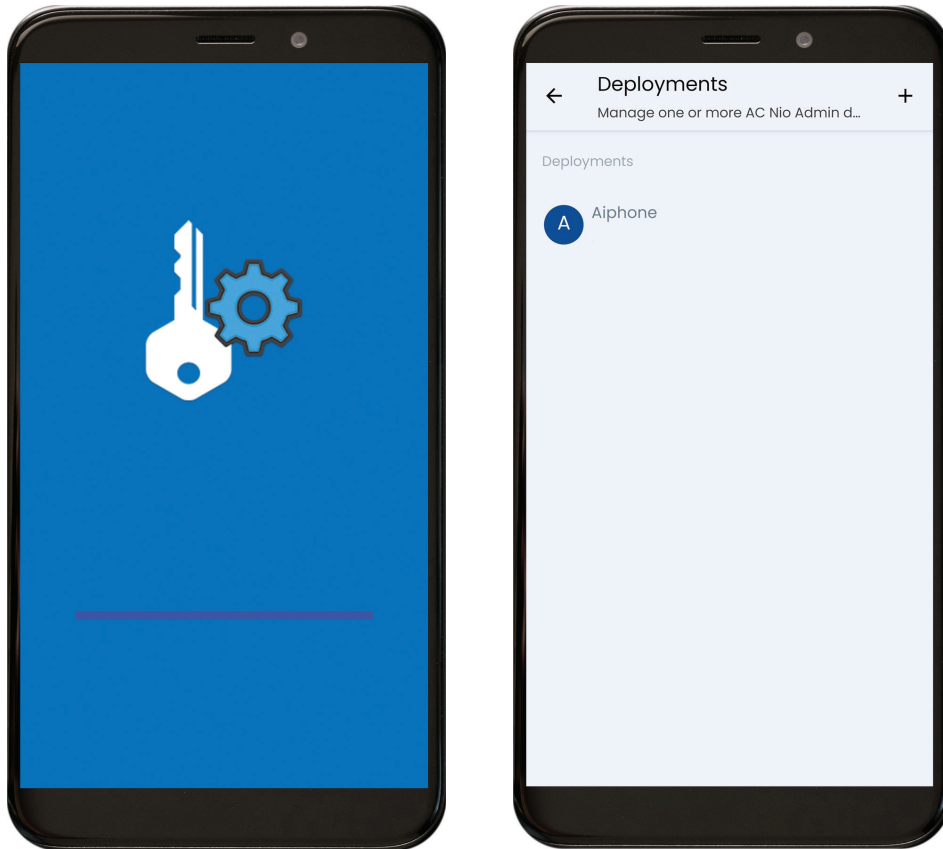 Deployments
Manage one or more AC Nio Admin d...
Deployments
A
Aiphone